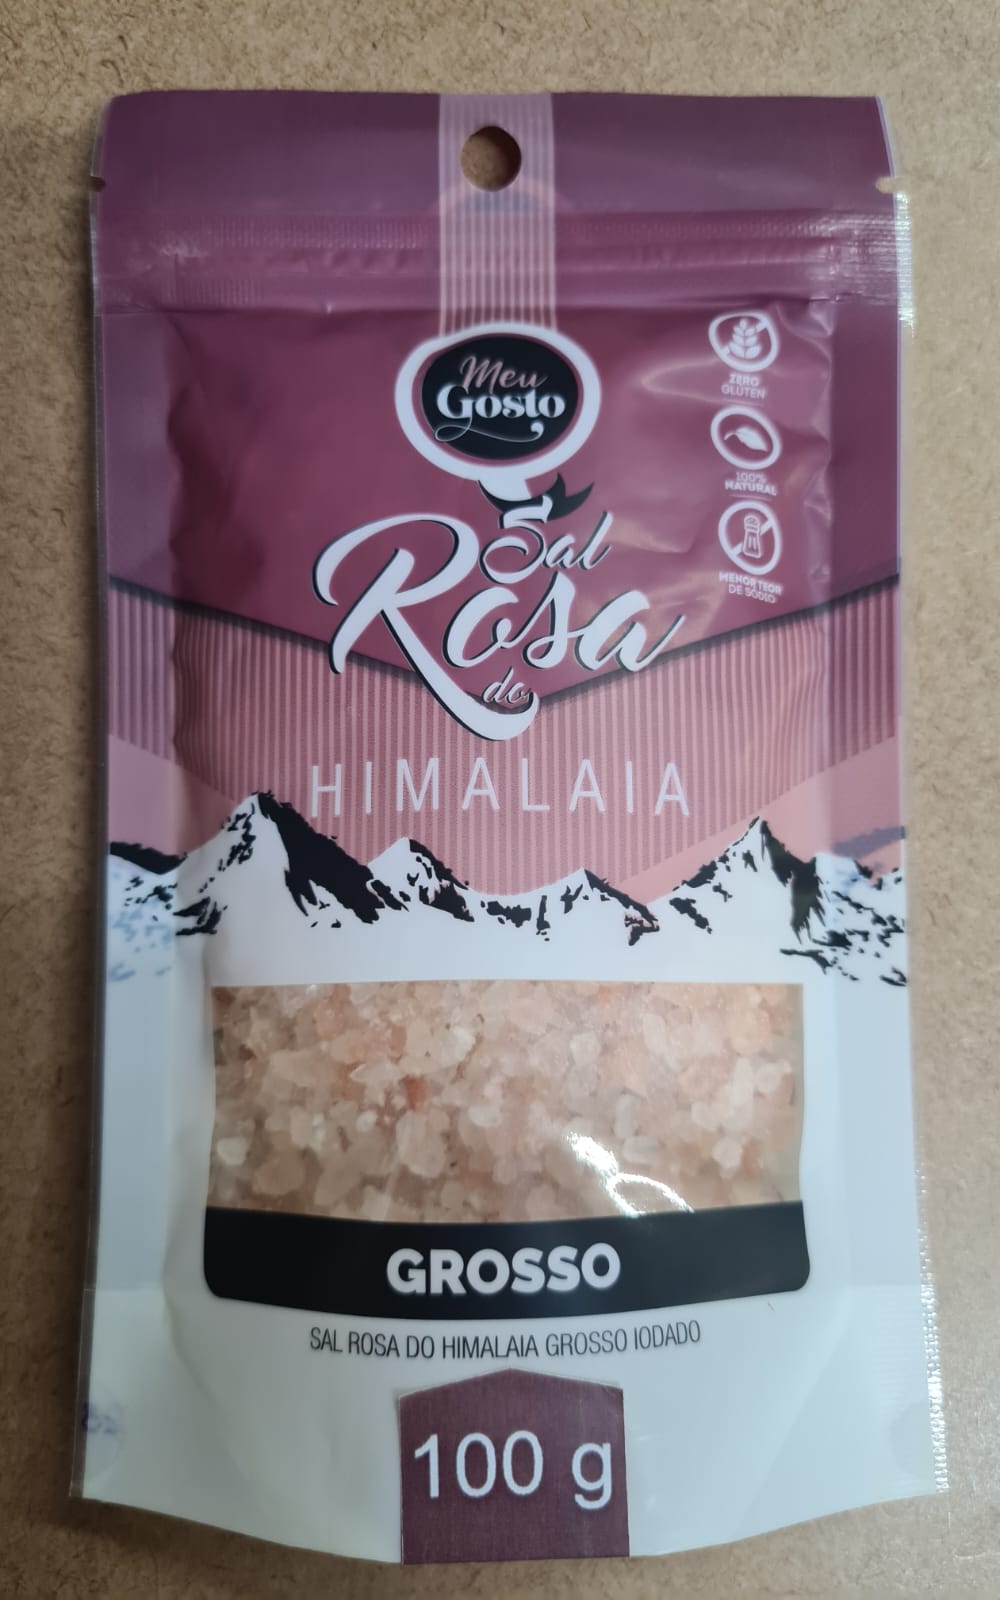 Meu
Gosto
ZERO
GLUTEN
100%
NATURAL
MENOR TEOR
DE SÓDIO
Sal
Rosa
do
HIMALAIA
GROSSO
SAL ROSA DO HIMALAIA GROSSO IODADO
100 g